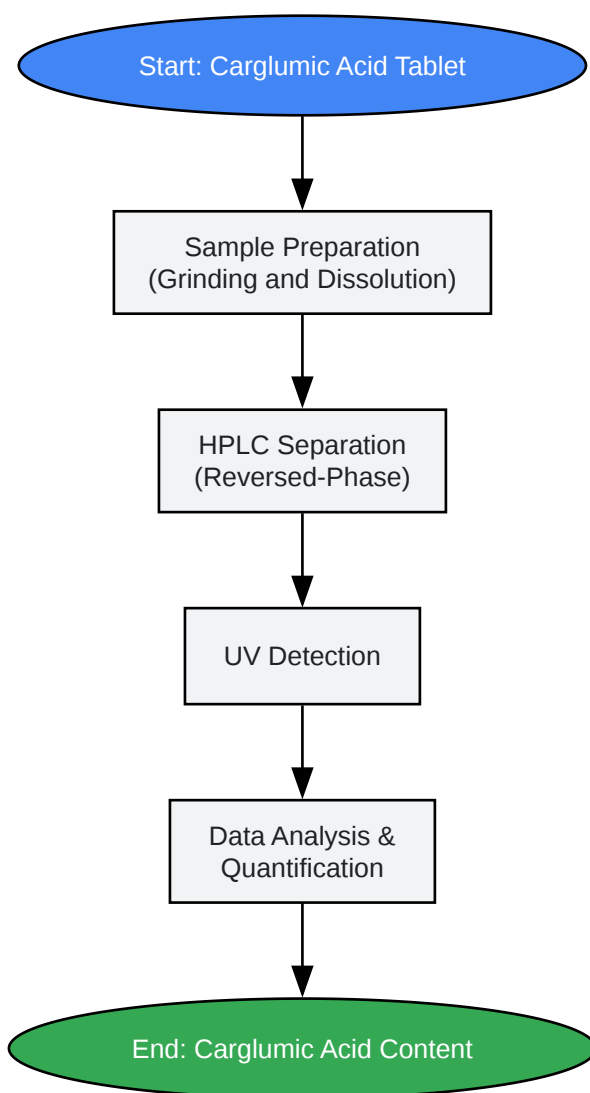 Start: Carglumic Acid Tablet
Sample Preparation
(Grinding and Dissolution)
HPLC Separation
(Reversed-Phase)
UV Detection
Data Analysis &
Quantification
End: Carglumic Acid Content